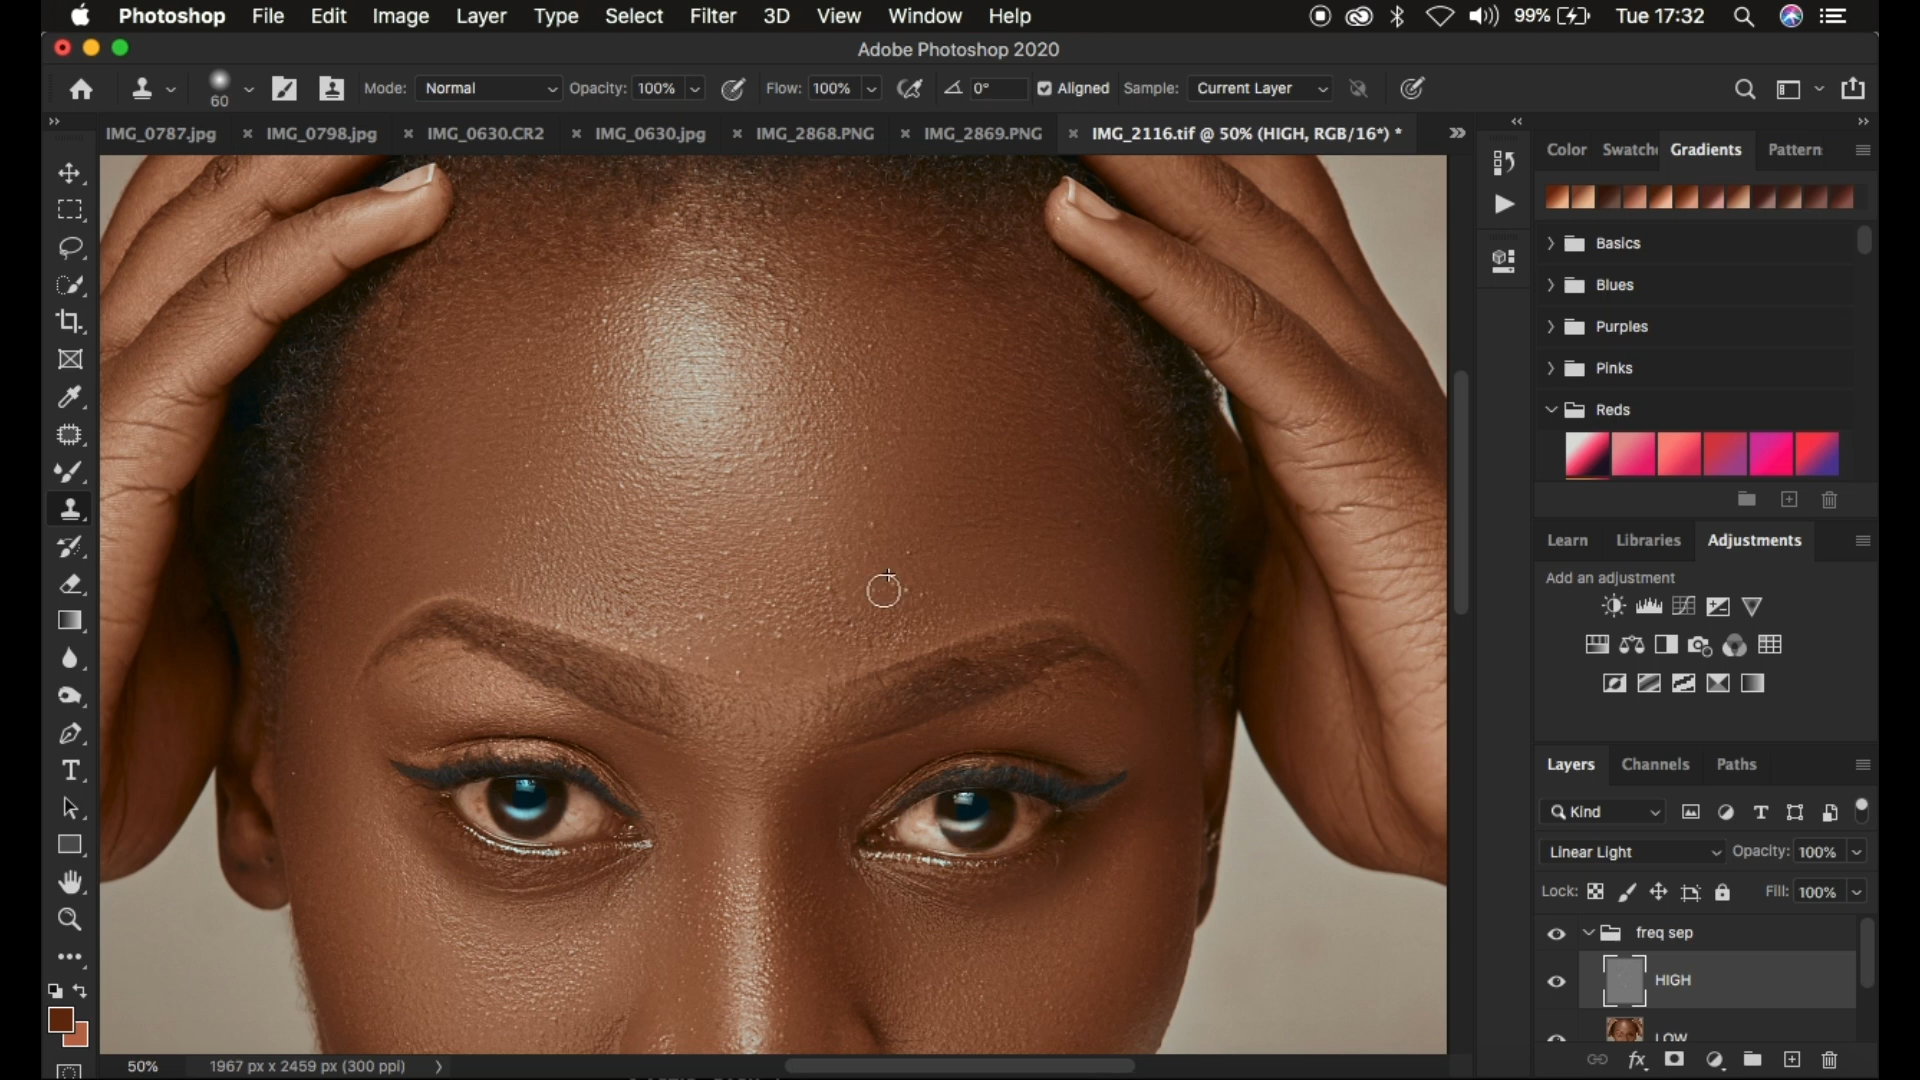 Photoshop File Edit Image Layer Type Select Filter 3D View Window Help 99% Tue 17:32
Adobe Photoshop 2020
60 Mode: Normal Opacity: 100% Flow: 100% 0° Aligned Sample: Current Layer
IMG_0787.jpg × IMG_0798.jpg × IMG_0630.CR2 × IMG_0630.jpg × IMG_2868.PNG × IMG_2869.PNG × IMG_2116.tif @ 50% (HIGH, RGB/16*) *
Color Swatch Gradients Pattern
Basics
Blues
Purples
Pinks
Reds
Learn Libraries Adjustments
Add an adjustment
Layers Channels Paths
Kind
Linear Light Opacity: 100%
Lock: Fill: 100%
freq sep
HIGH
LOW
50% 1967 px x 2459 px (300 ppi)